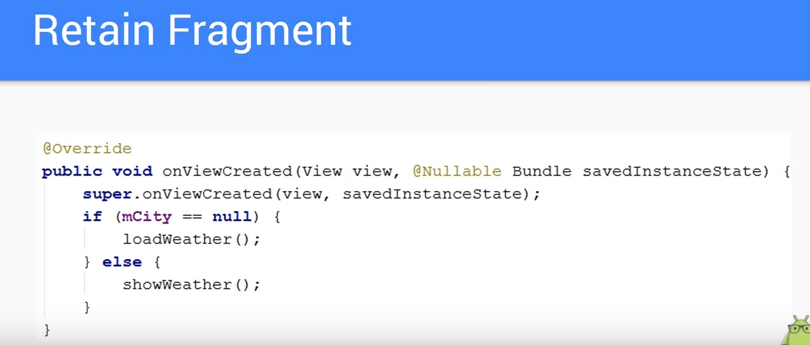 Retain Fragment
@Override
public void onViewCreated(View view, @Nullable Bundle savedInstanceState) {
super.onViewCreated(view, savedInstanceState);
if (mCity == null) {
loadWeather();
} else {
showWeather();
}
}